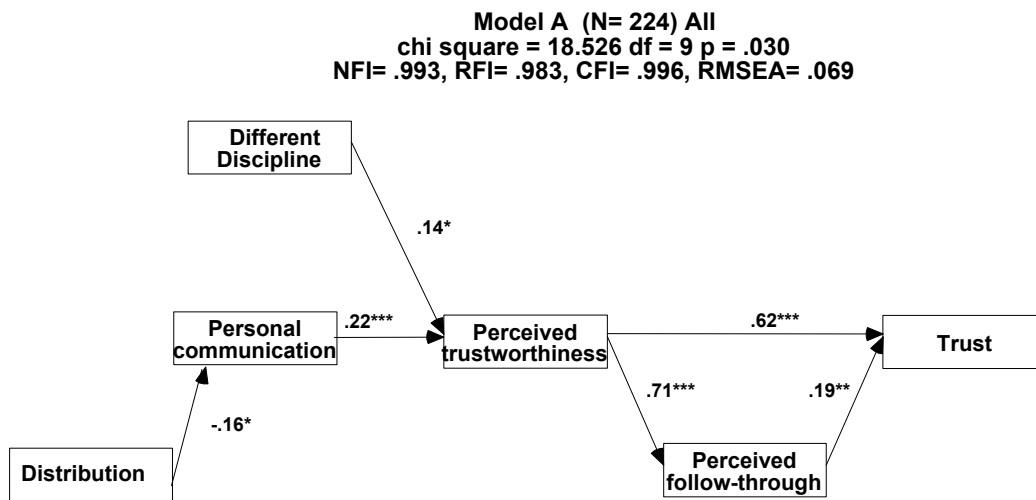 Model A (N= 224) All
chi square = 18.526 df = 9 p = .030
NFI= .993, RFI= .983, CFI= .996, RMSEA= .069
Different
Discipline
.14*
Personal
communication
.22***
Perceived
trustworthiness
.62***
Trust
.71***
.19**
-.16*
Distribution
Perceived
follow-through